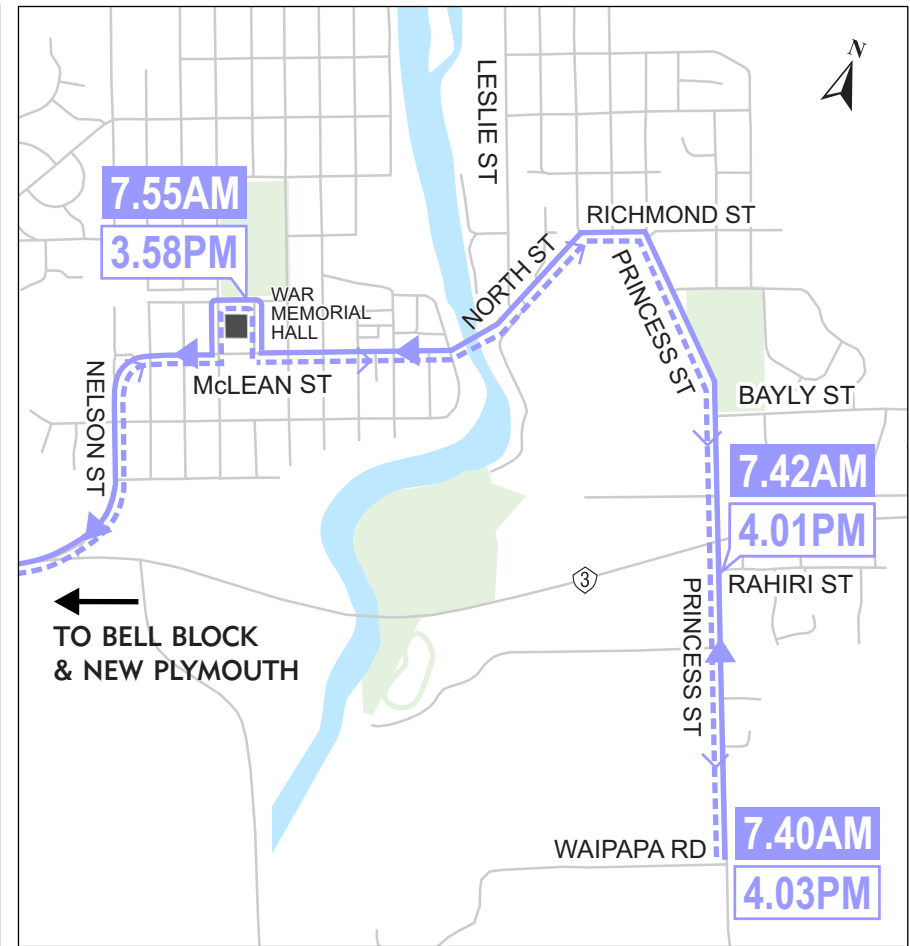 N
LESLIE ST
7.55AM
3.58PM
RICHMOND ST
NORTH ST
WAR
MEMORIAL
HALL
PRINCESS ST
McLEAN ST
NELSON ST
BAYLY ST
7.42AM
4.01PM
3
RAHIRI ST
PRINCESS ST
TO BELL BLOCK
& NEW PLYMOUTH
WAIPAPA RD
7.40AM
4.03PM